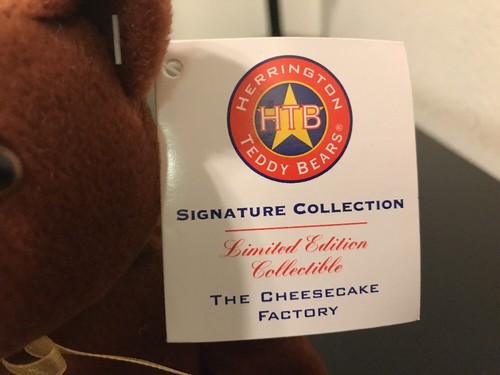 HERRINGTON
HTB
TEDDY BEARS®
SIGNATURE COLLECTION
Limited Edition
Collectible
THE CHEESECAKE
FACTORY